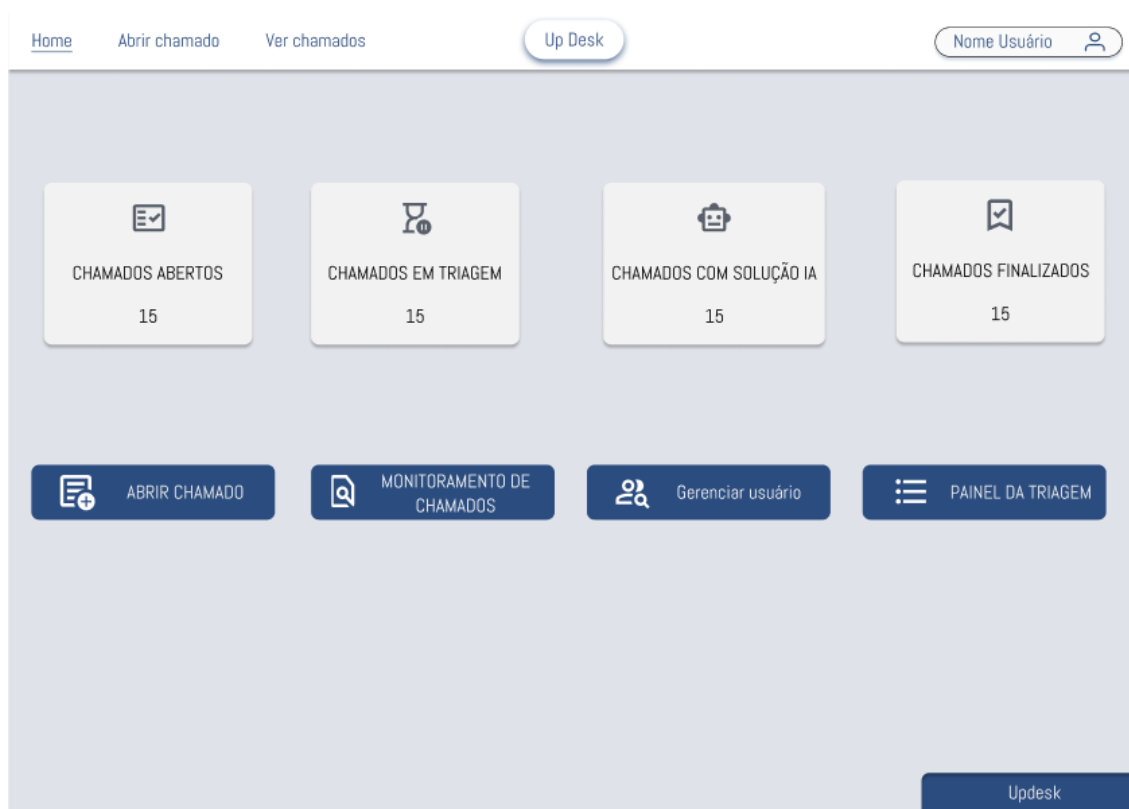 Home Abrir chamado Ver chamados Up Desk Nome Usuário
CHAMADOS ABERTOS
15
CHAMADOS EM TRIAGEM
15
CHAMADOS COM SOLUÇÃO IA
15
CHAMADOS FINALIZADOS
15
ABRIR CHAMADO
MONITORAMENTO DE
CHAMADOS
Gerenciar usuário
PAINEL DA TRIAGEM
Updesk